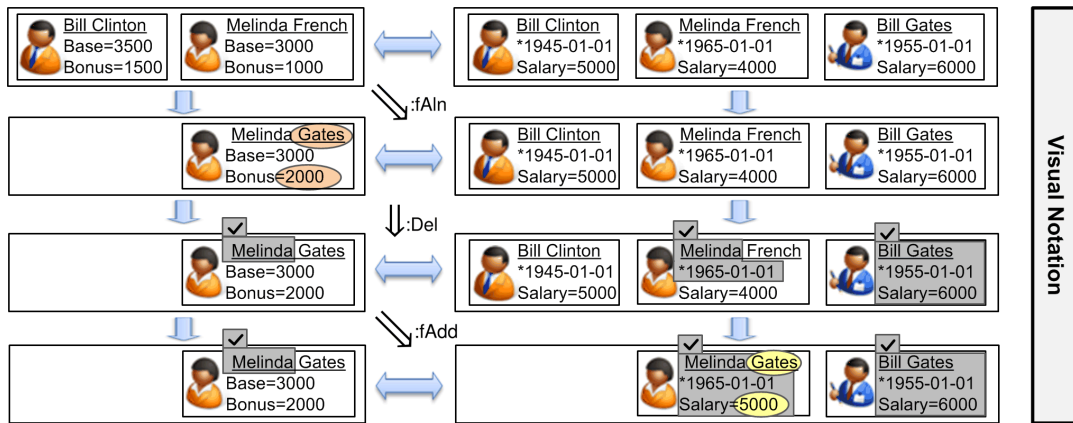 Bill Clinton
Base=3500
Bonus=1500
Melinda French
Base=3000
Bonus=1000
Bill Clinton
*1945-01-01
Salary=5000
Melinda French
*1965-01-01
Salary=4000
Bill Gates
*1955-01-01
Salary=6000
:fAln
Melinda Gates
Base=3000
Bonus=2000
Bill Clinton
*1945-01-01
Salary=5000
Melinda French
*1965-01-01
Salary=4000
Bill Gates
*1955-01-01
Salary=6000
:Del
Melinda Gates
Base=3000
Bonus=2000
Bill Clinton
*1945-01-01
Salary=5000
Melinda French
*1965-01-01
Salary=4000
Bill Gates
*1955-01-01
Salary=6000
:fAdd
Melinda Gates
Base=3000
Bonus=2000
Melinda Gates
*1965-01-01
Salary=5000
Bill Gates
*1955-01-01
Salary=6000
Visual Notation